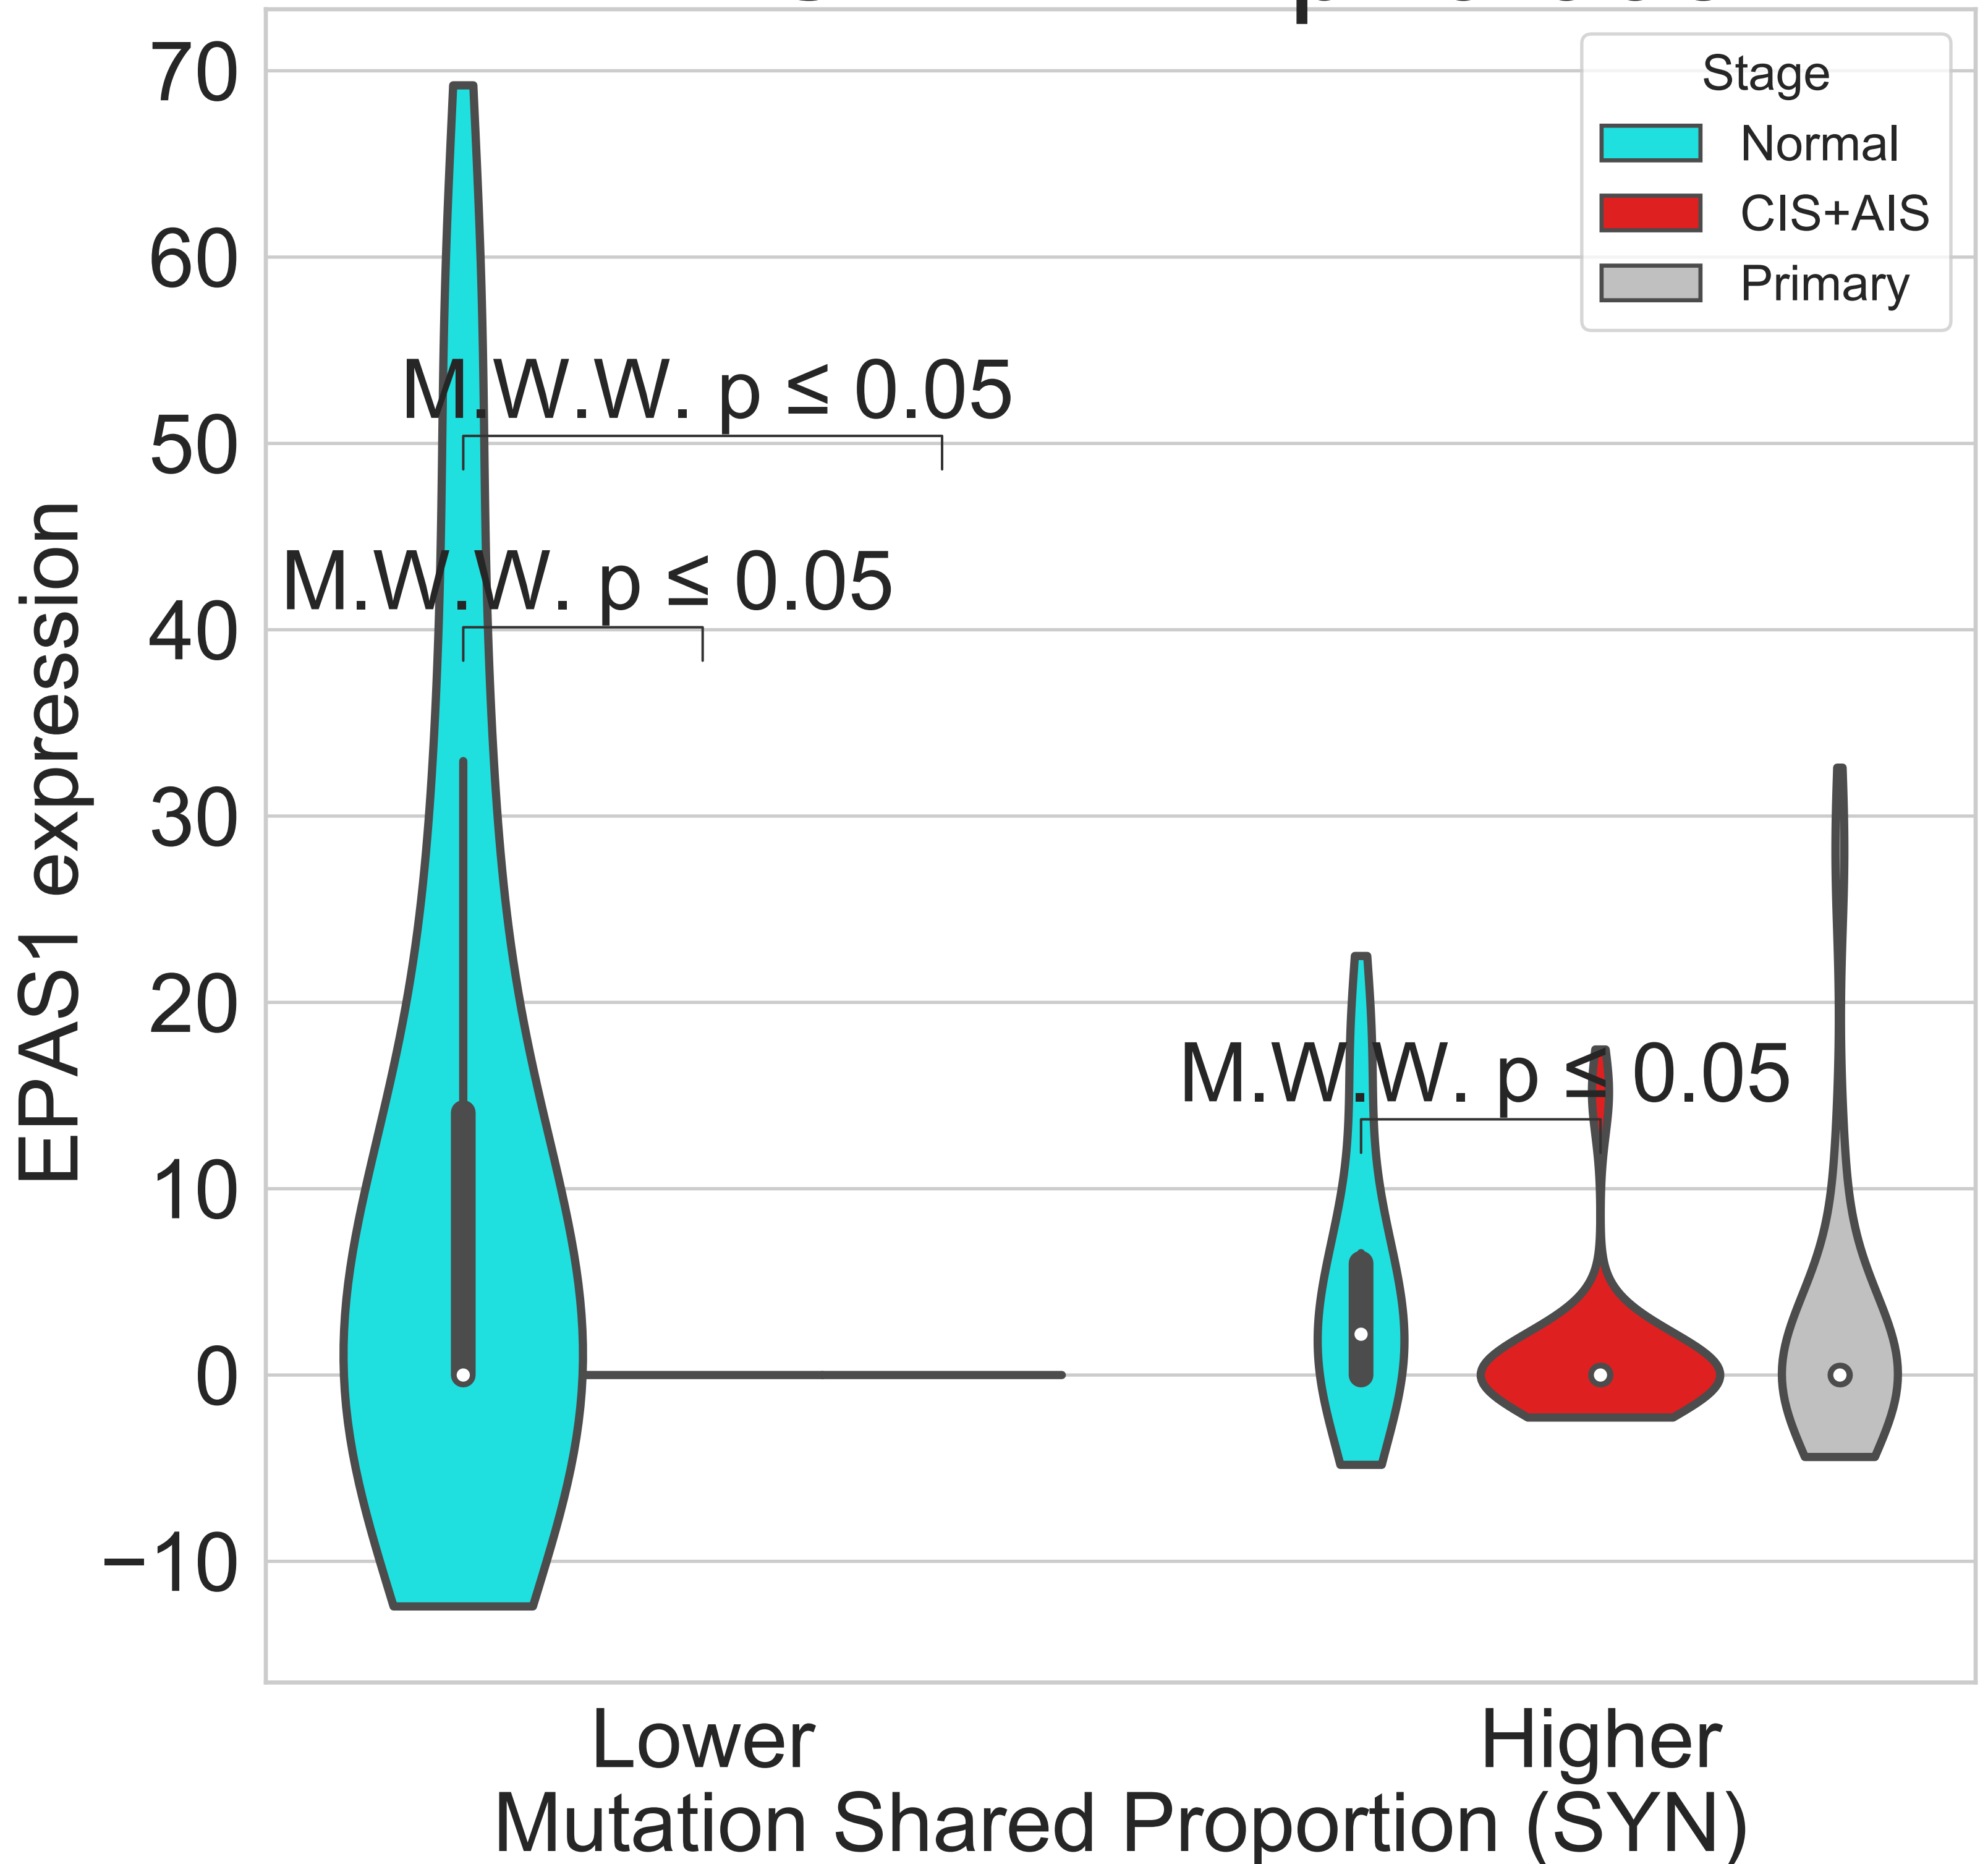 Stage
Normal
CIS+AIS
Primary
70
60
50
40
30
20
10
0
−10
EPAS1 expression
M.W.W. p ≤ 0.05
M.W.W. p ≤ 0.05
M.W.W. p ≤ 0.05
Lower
Higher
Mutation Shared Proportion (SYN)